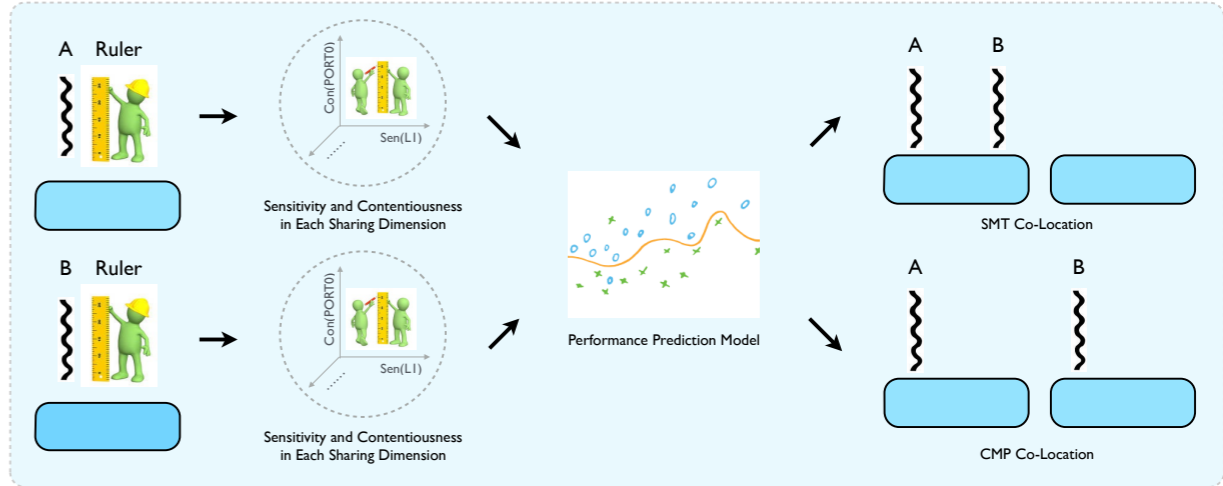 A Ruler
Con(PORT0)
Sen(L1)
......
Sensitivity and Contentiousness
in Each Sharing Dimension
B Ruler
Con(PORT0)
Sen(L1)
......
Sensitivity and Contentiousness
in Each Sharing Dimension
Performance Prediction Model
A B
SMT Co-Location
A B
CMP Co-Location